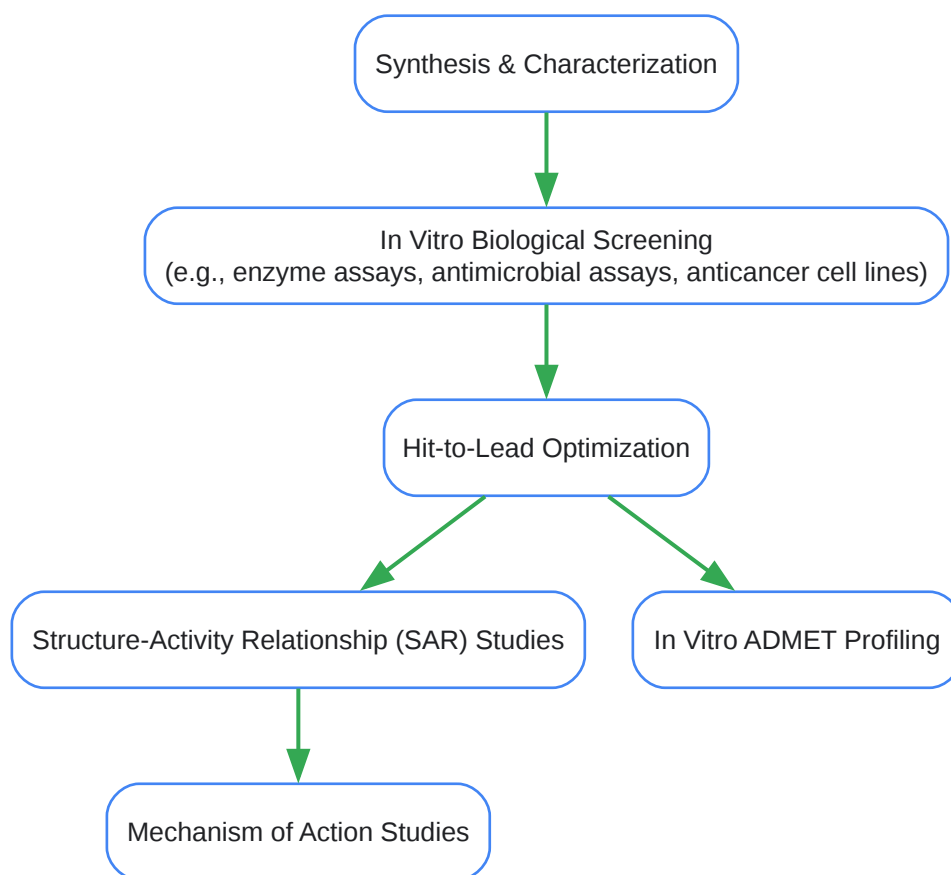 Synthesis & Characterization
In Vitro Biological Screening
(e.g., enzyme assays, antimicrobial assays, anticancer cell lines)
Hit-to-Lead Optimization
Structure-Activity Relationship (SAR) Studies
In Vitro ADMET Profiling
Mechanism of Action Studies